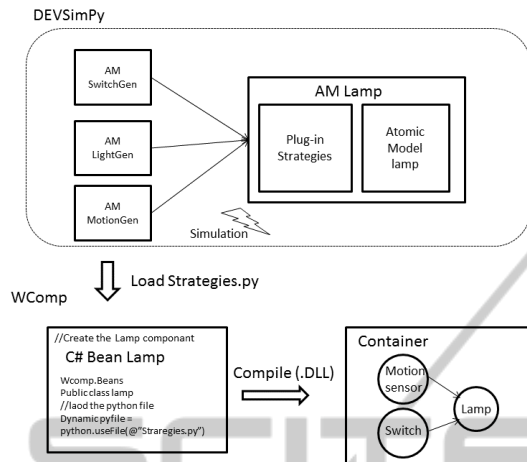 DEVSimPy
AM
SwitchGen
AM
LightGen
AM
MotionGen
AM Lamp
Plug-in
Strategies
Atomic
Model
lamp
Simulation
Load Strategies.py
WComp
//Create the Lamp componant
C# Bean Lamp
Wcomp.Beans
Public class lamp
//laod the python file
Dynamic pyfile =
python.useFile(@"Straregies.py")
Compile (.DLL)
Container
Motion
sensor
Switch
Lamp